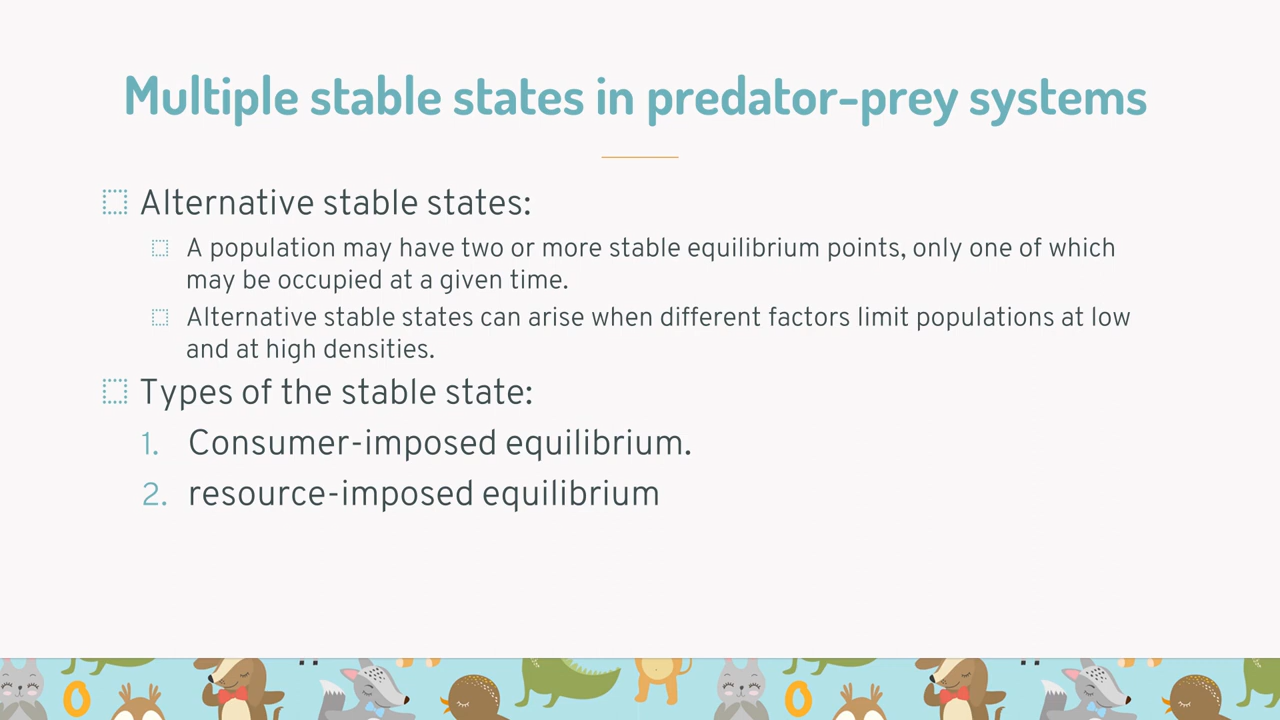 Multiple stable states in predator-prey systems
Alternative stable states:
A population may have two or more stable equilibrium points, only one of which
may be occupied at a given time.
Alternative stable states can arise when different factors limit populations at low
and at high densities.
Types of the stable state:
1. Consumer-imposed equilibrium.
2. resource-imposed equilibrium